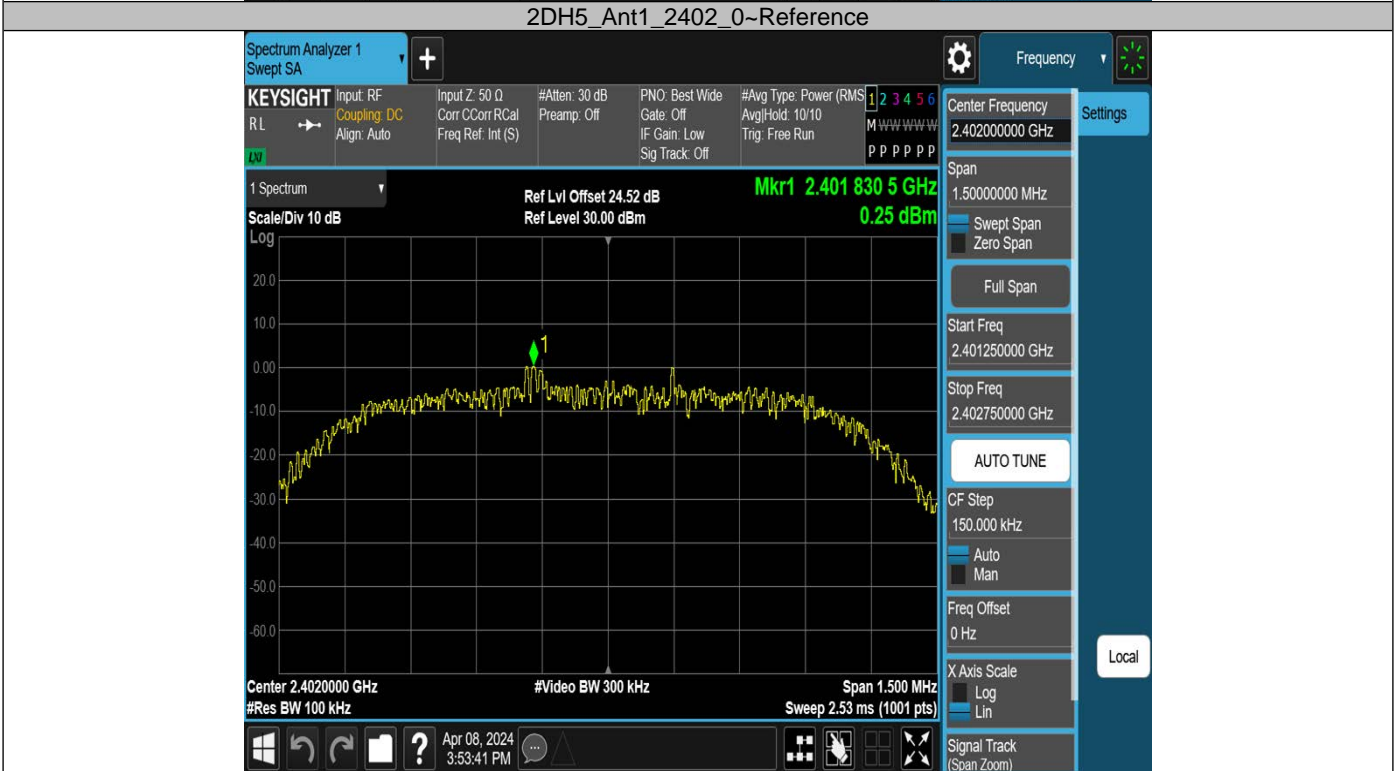 2DH5_Ant1_2402_0~Reference
Spectrum Analyzer 1
Swept SA
+
Frequency
KEYSIGHT
RL
LXI
Input: RF
Coupling: DC
Align: Auto
Input Z: 50 Ω
Corr CCorr RCal
Freq Ref: Int (S)
#Atten: 30 dB
Preamp: Off
PNO: Best Wide
Gate: Off
IF Gain: Low
Sig Track: Off
#Avg Type: Power (RMS
Avg|Hold: 10/10
Trig: Free Run
1 2 3 4 5 6
M W W W W W
P P P P P P
1 Spectrum
Scale/Div 10 dB
Log
Ref Lvl Offset 24.52 dB
Ref Level 30.00 dBm
Mkr1 2.401 830 5 GHz
0.25 dBm
20.0
10.0
0.00
-10.0
-20.0
-30.0
-40.0
-50.0
-60.0
1
Center 2.4020000 GHz
#Res BW 100 kHz
#Video BW 300 kHz
Span 1.500 MHz
Sweep 2.53 ms (1001 pts)
Center Frequency
2.402000000 GHz
Settings
Span
1.50000000 MHz
Swept Span
Zero Span
Full Span
Start Freq
2.401250000 GHz
Stop Freq
2.402750000 GHz
AUTO TUNE
CF Step
150.000 kHz
Auto
Man
Freq Offset
0 Hz
X Axis Scale
Log
Lin
Local
Signal Track
(Span Zoom)
?
Apr 08, 2024
3:53:41 PM